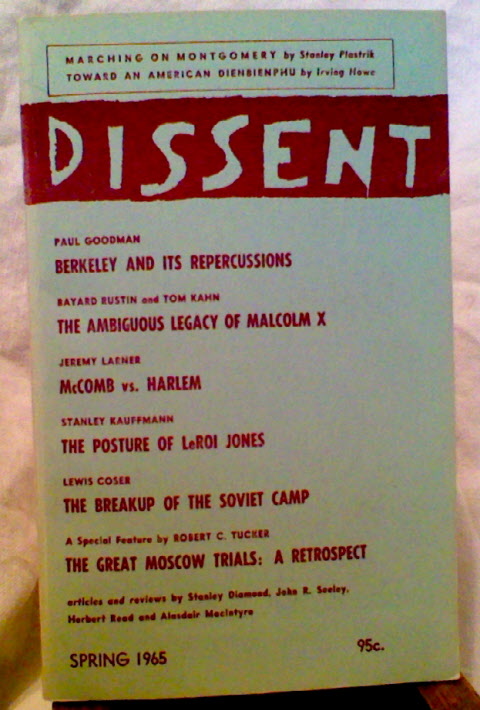 MARCHING ON MONTGOMERY by Stanley Plastrik
TOWARD AN AMERICAN DIENBIENPHU by Irving Howe
DISSENT
PAUL GOODMAN
BERKELEY AND ITS REPERCUSSIONS
BAYARD RUSTIN and TOM KAHN
THE AMBIGUOUS LEGACY OF MALCOLM X
JEREMY LARNER
McCOMB vs. HARLEM
STANLEY KAUFFMANN
THE POSTURE OF LeROI JONES
LEWIS COSER
THE BREAKUP OF THE SOVIET CAMP
A Special Feature by ROBERT C. TUCKER
THE GREAT MOSCOW TRIALS: A RETROSPECT
articles and reviews by Stanley Diamond, John R. Seeley,
Herbert Read and Alasdair MacIntyre
SPRING 1965
95c.